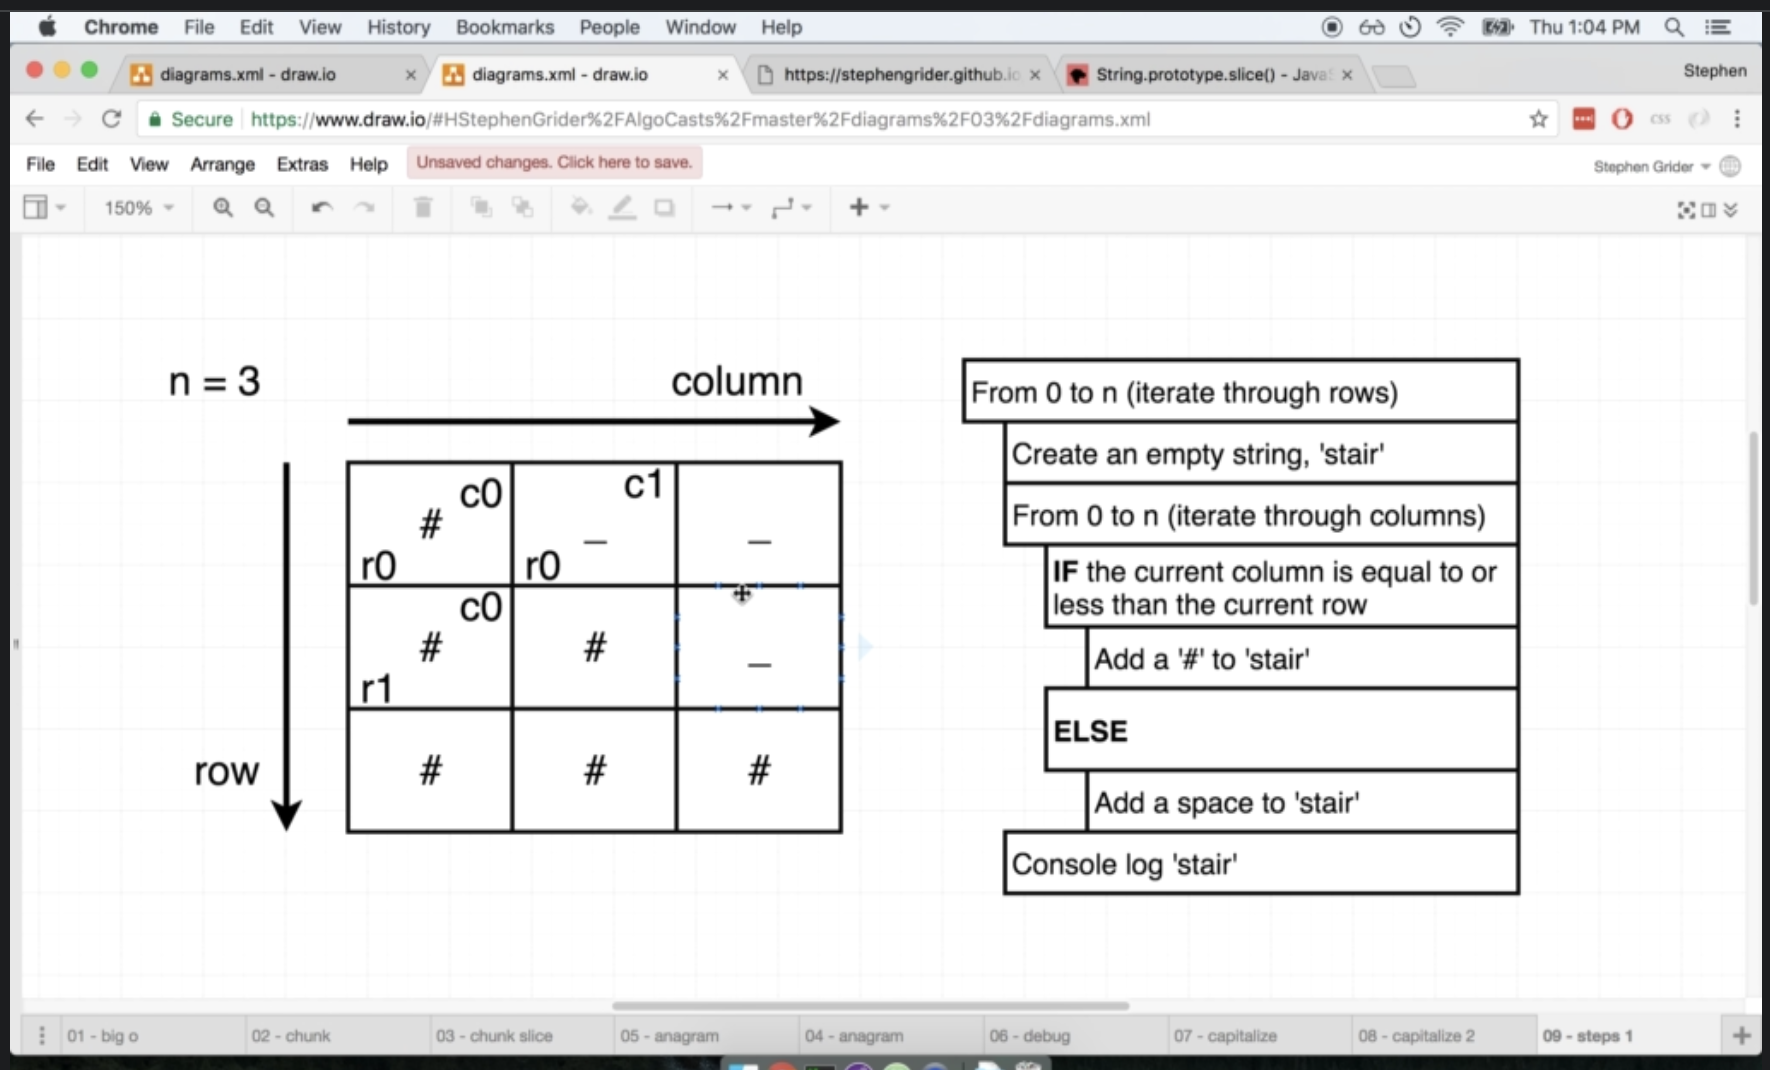 Chrome File Edit View History Bookmarks People Window Help Thu 1:04 PM
diagrams.xml - draw.io diagrams.xml - draw.io https://stephengrider.github.io String.prototype.slice() - Java Stephen
Secure https://www.draw.io/#HStephenGrider%2FAlgoCasts%2Fmaster%2Fdiagrams%2F03%2Fdiagrams.xml css
File Edit View Arrange Extras Help Unsaved changes. Click here to save. Stephen Grider
150%
n = 3
column
c0 c1
# _ _
r0 r0
c0
# # _
r1
row # # #
From 0 to n (iterate through rows)
Create an empty string, 'stair'
From 0 to n (iterate through columns)
IF the current column is equal to or
less than the current row
Add a '#' to 'stair'
ELSE
Add a space to 'stair'
Console log 'stair'
01 - big o 02 - chunk 03 - chunk slice 05 - anagram 04 - anagram 06 - debug 07 - capitalize 08 - capitalize 2 09 - steps 1